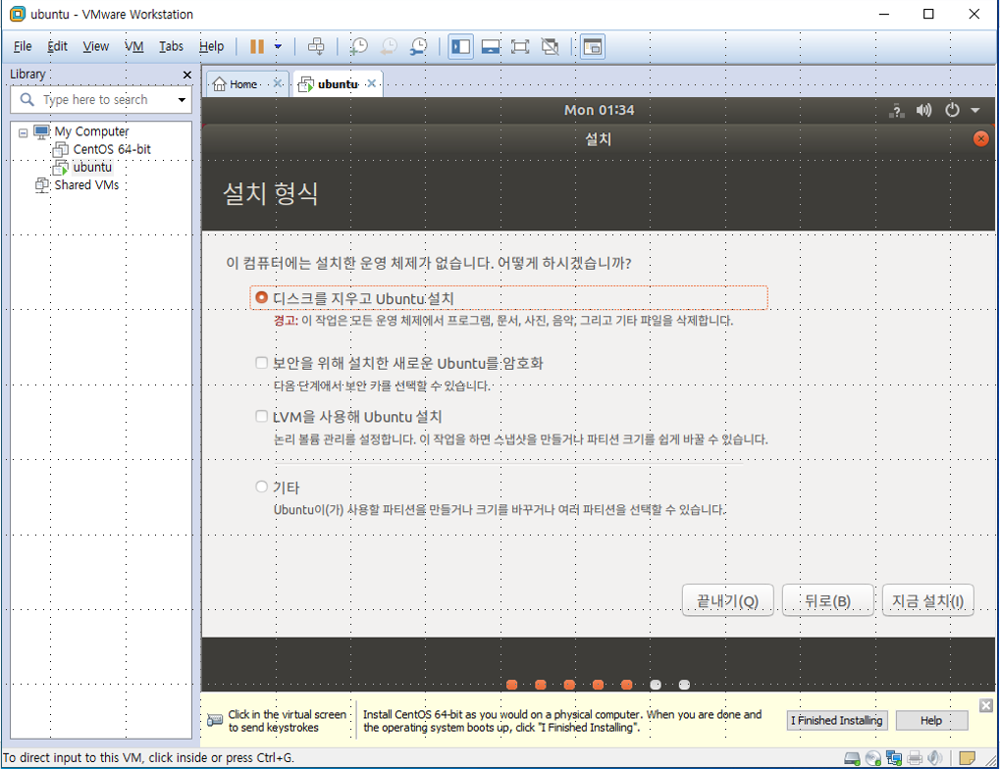 ubuntu - VMware Workstation
File Edit View VM Tabs Help
Library
Type here to search
My Computer
CentOS 64-bit
ubuntu
Shared VMs
Home
ubuntu
Mon 01:34
설치
설치 형식
이 컴퓨터에는 설치한 운영 체제가 없습니다. 어떻게 하시겠습니까?
디스크를 지우고 Ubuntu 설치
경고: 이 작업은 모든 운영 체제에서 프로그램, 문서, 사진, 음악, 그리고 기타 파일을 삭제합니다.
보안을 위해 설치한 새로운 Ubuntu를 암호화
다음 단계에서 보안 카를 선택할 수 있습니다.
LVM을 사용해 Ubuntu 설치
논리 볼륨 관리를 설정합니다. 이 작업을 하면 스냅샷을 만들거나 파티션 크기를 쉽게 바꿀 수 있습니다.
기타
Ubuntu이(가) 사용할 파티션을 만들거나 크기를 바꾸거나 여러 파티션을 선택할 수 있습니다.
끝내기(Q)
뒤로(B)
지금 설치(I)
Click in the virtual screen
to send keystrokes
Install CentOS 64-bit as you would on a physical computer. When you are done and
the operating system boots up, click "I Finished Installing".
I Finished Installing
Help
To direct input to this VM, click inside or press Ctrl+G.